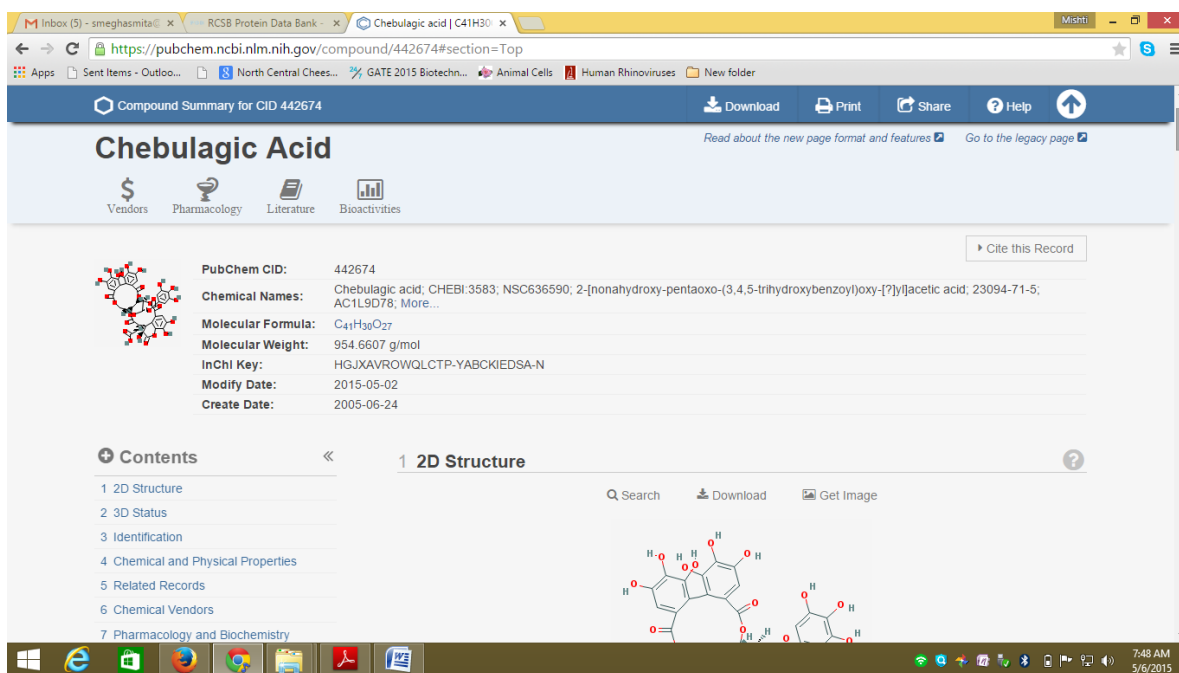 Inbox (5) - smeghasmita
RCSB Protein Data Bank -
Chebulagic acid | C41H30
Mishti
https://pubchem.ncbi.nlm.nih.gov/compound/442674#section=Top
Apps Sent Items - Outloo... North Central Chees... GATE 2015 Biotechn... Animal Cells Human Rhinoviruses New folder
Compound Summary for CID 442674 Download Print Share Help
Chebulagic Acid
Read about the new page format and features Go to the legacy page
Vendors Pharmacology Literature Bioactivities
Cite this Record
PubChem CID: 442674
Chemical Names: Chebulagic acid; CHEBI:3583; NSC636590; 2-[nonahydroxy-pentaoxo-(3,4,5-trihydroxybenzoyl)oxy-[?]yl]acetic acid; 23094-71-5;
AC1L9D78; More...
Molecular Formula: C₄₁H₃₀O₂₇
Molecular Weight: 954.6607 g/mol
InChI Key: HGJXAVROWQLCTP-YABCKIEDSA-N
Modify Date: 2015-05-02
Create Date: 2005-06-24
Contents «
1 2D Structure
2 3D Status
3 Identification
4 Chemical and Physical Properties
5 Related Records
6 Chemical Vendors
7 Pharmacology and Biochemistry
1 2D Structure
Search Download Get Image
7:48 AM
5/6/2015